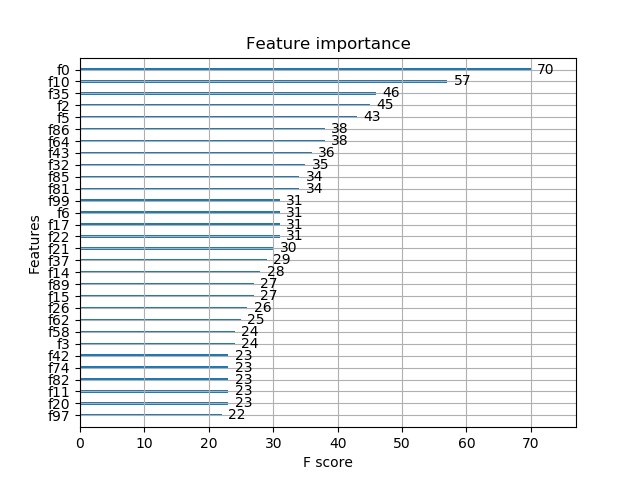 Feature importance
f0 70
f10 57
f35 46
f2 45
f5 43
f86 38
f64 38
f43 36
f32 35
f85 34
f81 34
f99 31
f6 31
f17 31
f22 31
f21 30
f37 29
f14 28
f89 27
f15 27
f26 26
f62 25
f58 24
f3 24
f42 23
f74 23
f82 23
f11 23
f20 23
f97 22
Features
0 10 20 30 40 50 60 70
F score